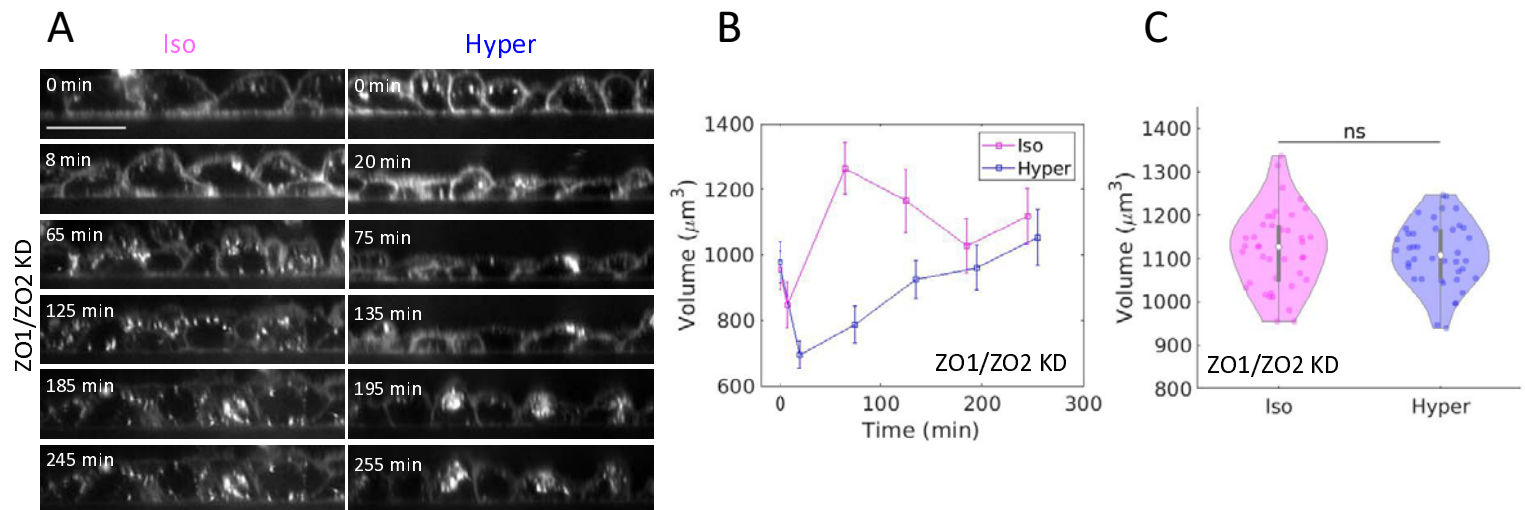 A
Iso
Hyper
ZO1/ZO2 KD
0 min
0 min
8 min
20 min
65 min
75 min
125 min
135 min
185 min
195 min
245 min
255 min
B
Volume (μm³)
1400
1200
1000
800
600
Iso
Hyper
ZO1/ZO2 KD
0
100
200
300
Time (min)
C
Volume (μm³)
1400
1300
1200
1100
1000
900
800
ns
ZO1/ZO2 KD
Iso
Hyper